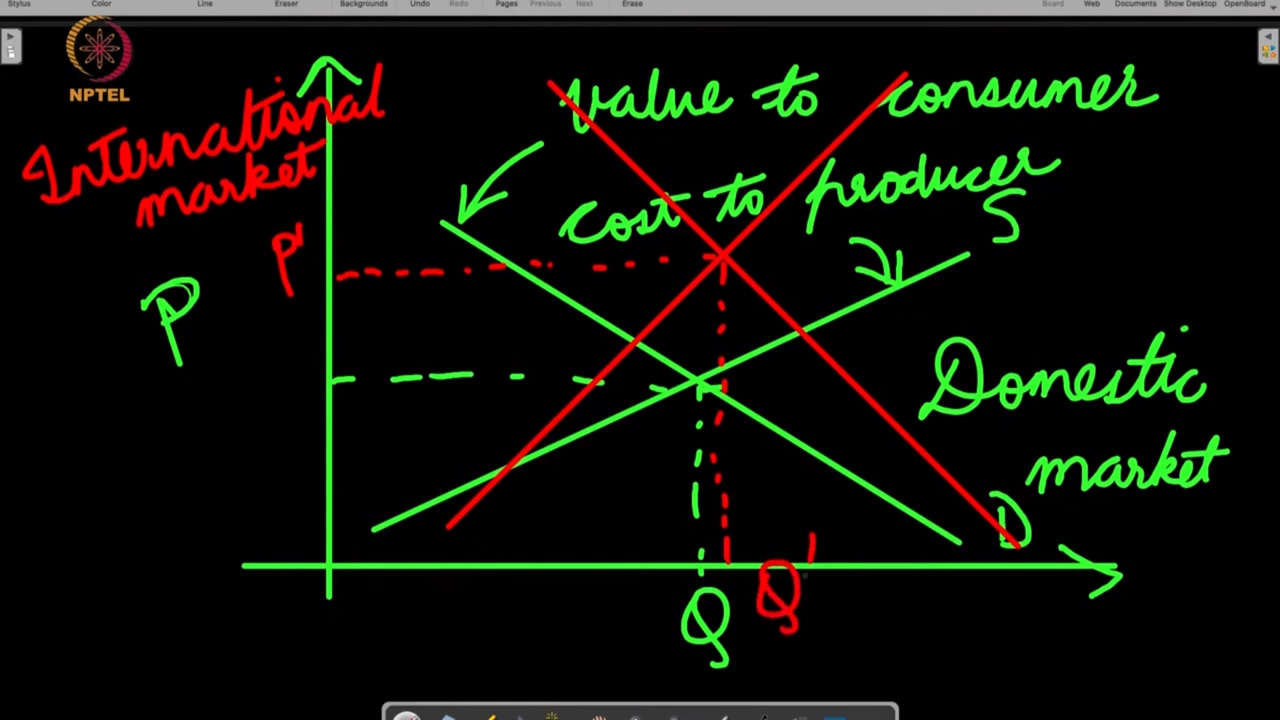 Stylus Color Line Eraser Backgrounds Undo Redo Pages Previous Next Erase Board Web Documents Show Desktop OpenBoard
NPTEL
International
market
value to consumer
cost to producer
S
P'
P
Domestic
market
D
Q
Q'